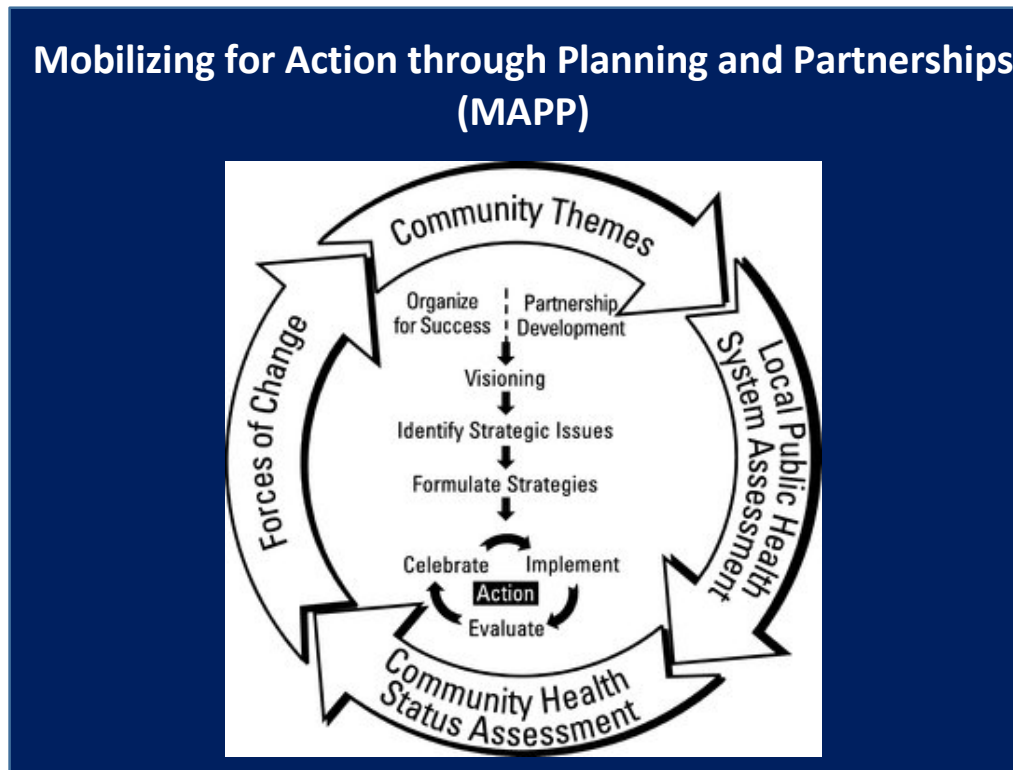 Mobilizing for Action through Planning and Partnerships
(MAPP)
Community Themes
Organize
for Success
Partnership
Development
Visioning
Identify Strategic Issues
Formulate Strategies
Celebrate
Implement
Action
Evaluate
Local Public Health
System Assessment
Community Health
Status Assessment
Forces of Change